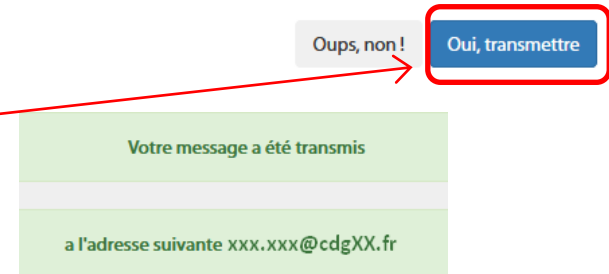 Oups, non ! Oui, transmettre
Votre message a été transmis
a l'adresse suivante xxx.xxx@cdgXX.fr